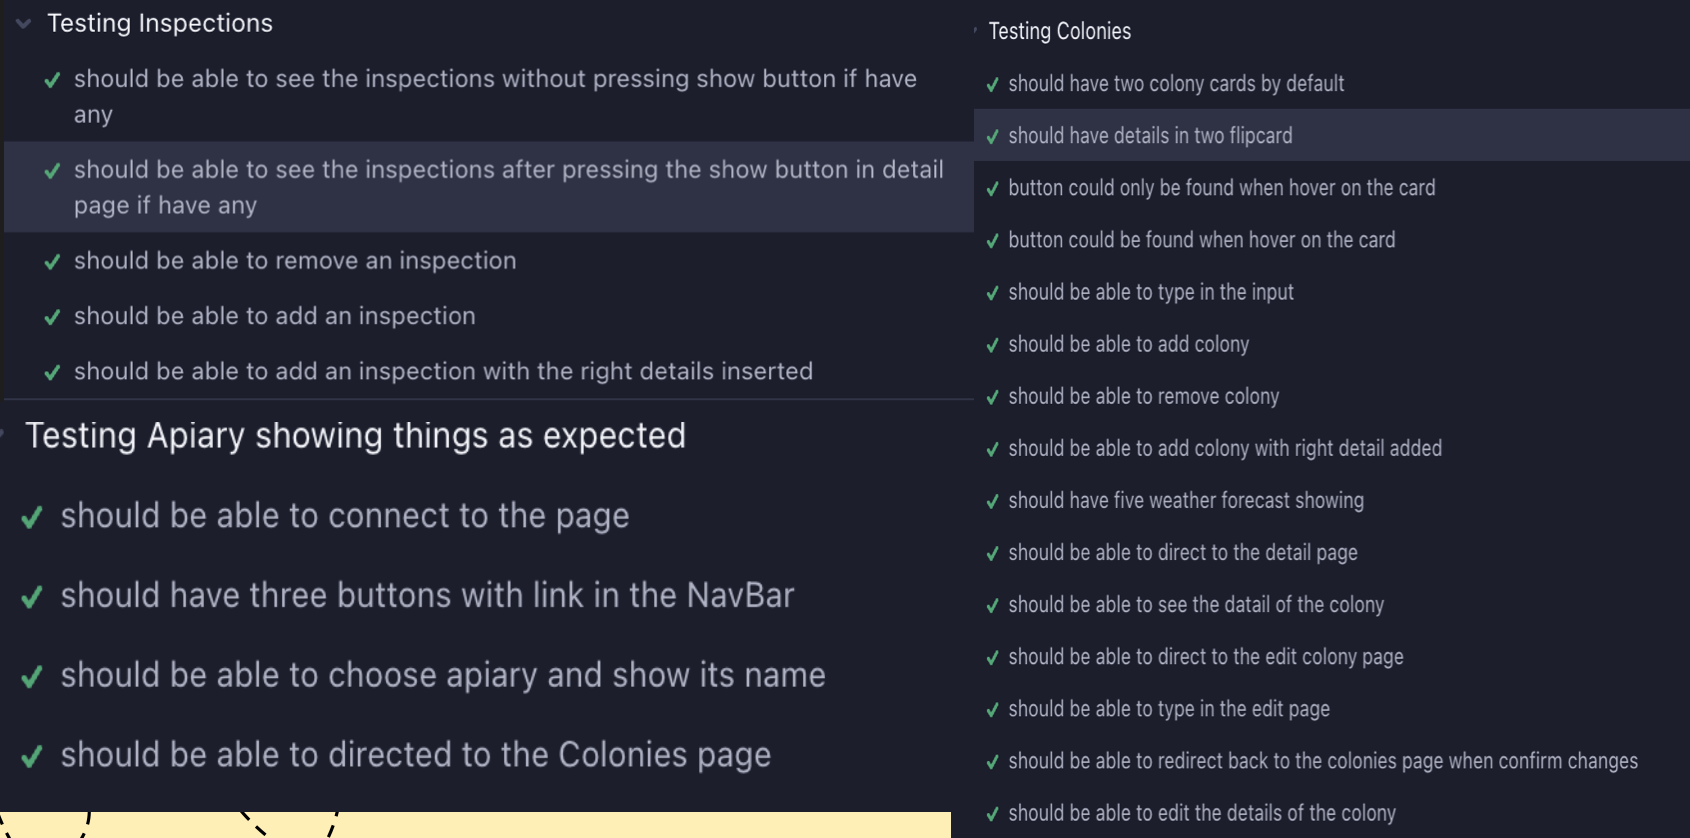 Testing Inspections
should be able to see the inspections without pressing show button if have
any
should be able to see the inspections after pressing the show button in detail
page if have any
should be able to remove an inspection
should be able to add an inspection
should be able to add an inspection with the right details inserted
Testing Apiary showing things as expected
should be able to connect to the page
should have three buttons with link in the NavBar
should be able to choose apiary and show its name
should be able to directed to the Colonies page
Testing Colonies
should have two colony cards by default
should have details in two flipcard
button could only be found when hover on the card
button could be found when hover on the card
should be able to type in the input
should be able to add colony
should be able to remove colony
should be able to add colony with right detail added
should have five weather forecast showing
should be able to direct to the detail page
should be able to see the datail of the colony
should be able to direct to the edit colony page
should be able to type in the edit page
should be able to redirect back to the colonies page when confirm changes
should be able to edit the details of the colony